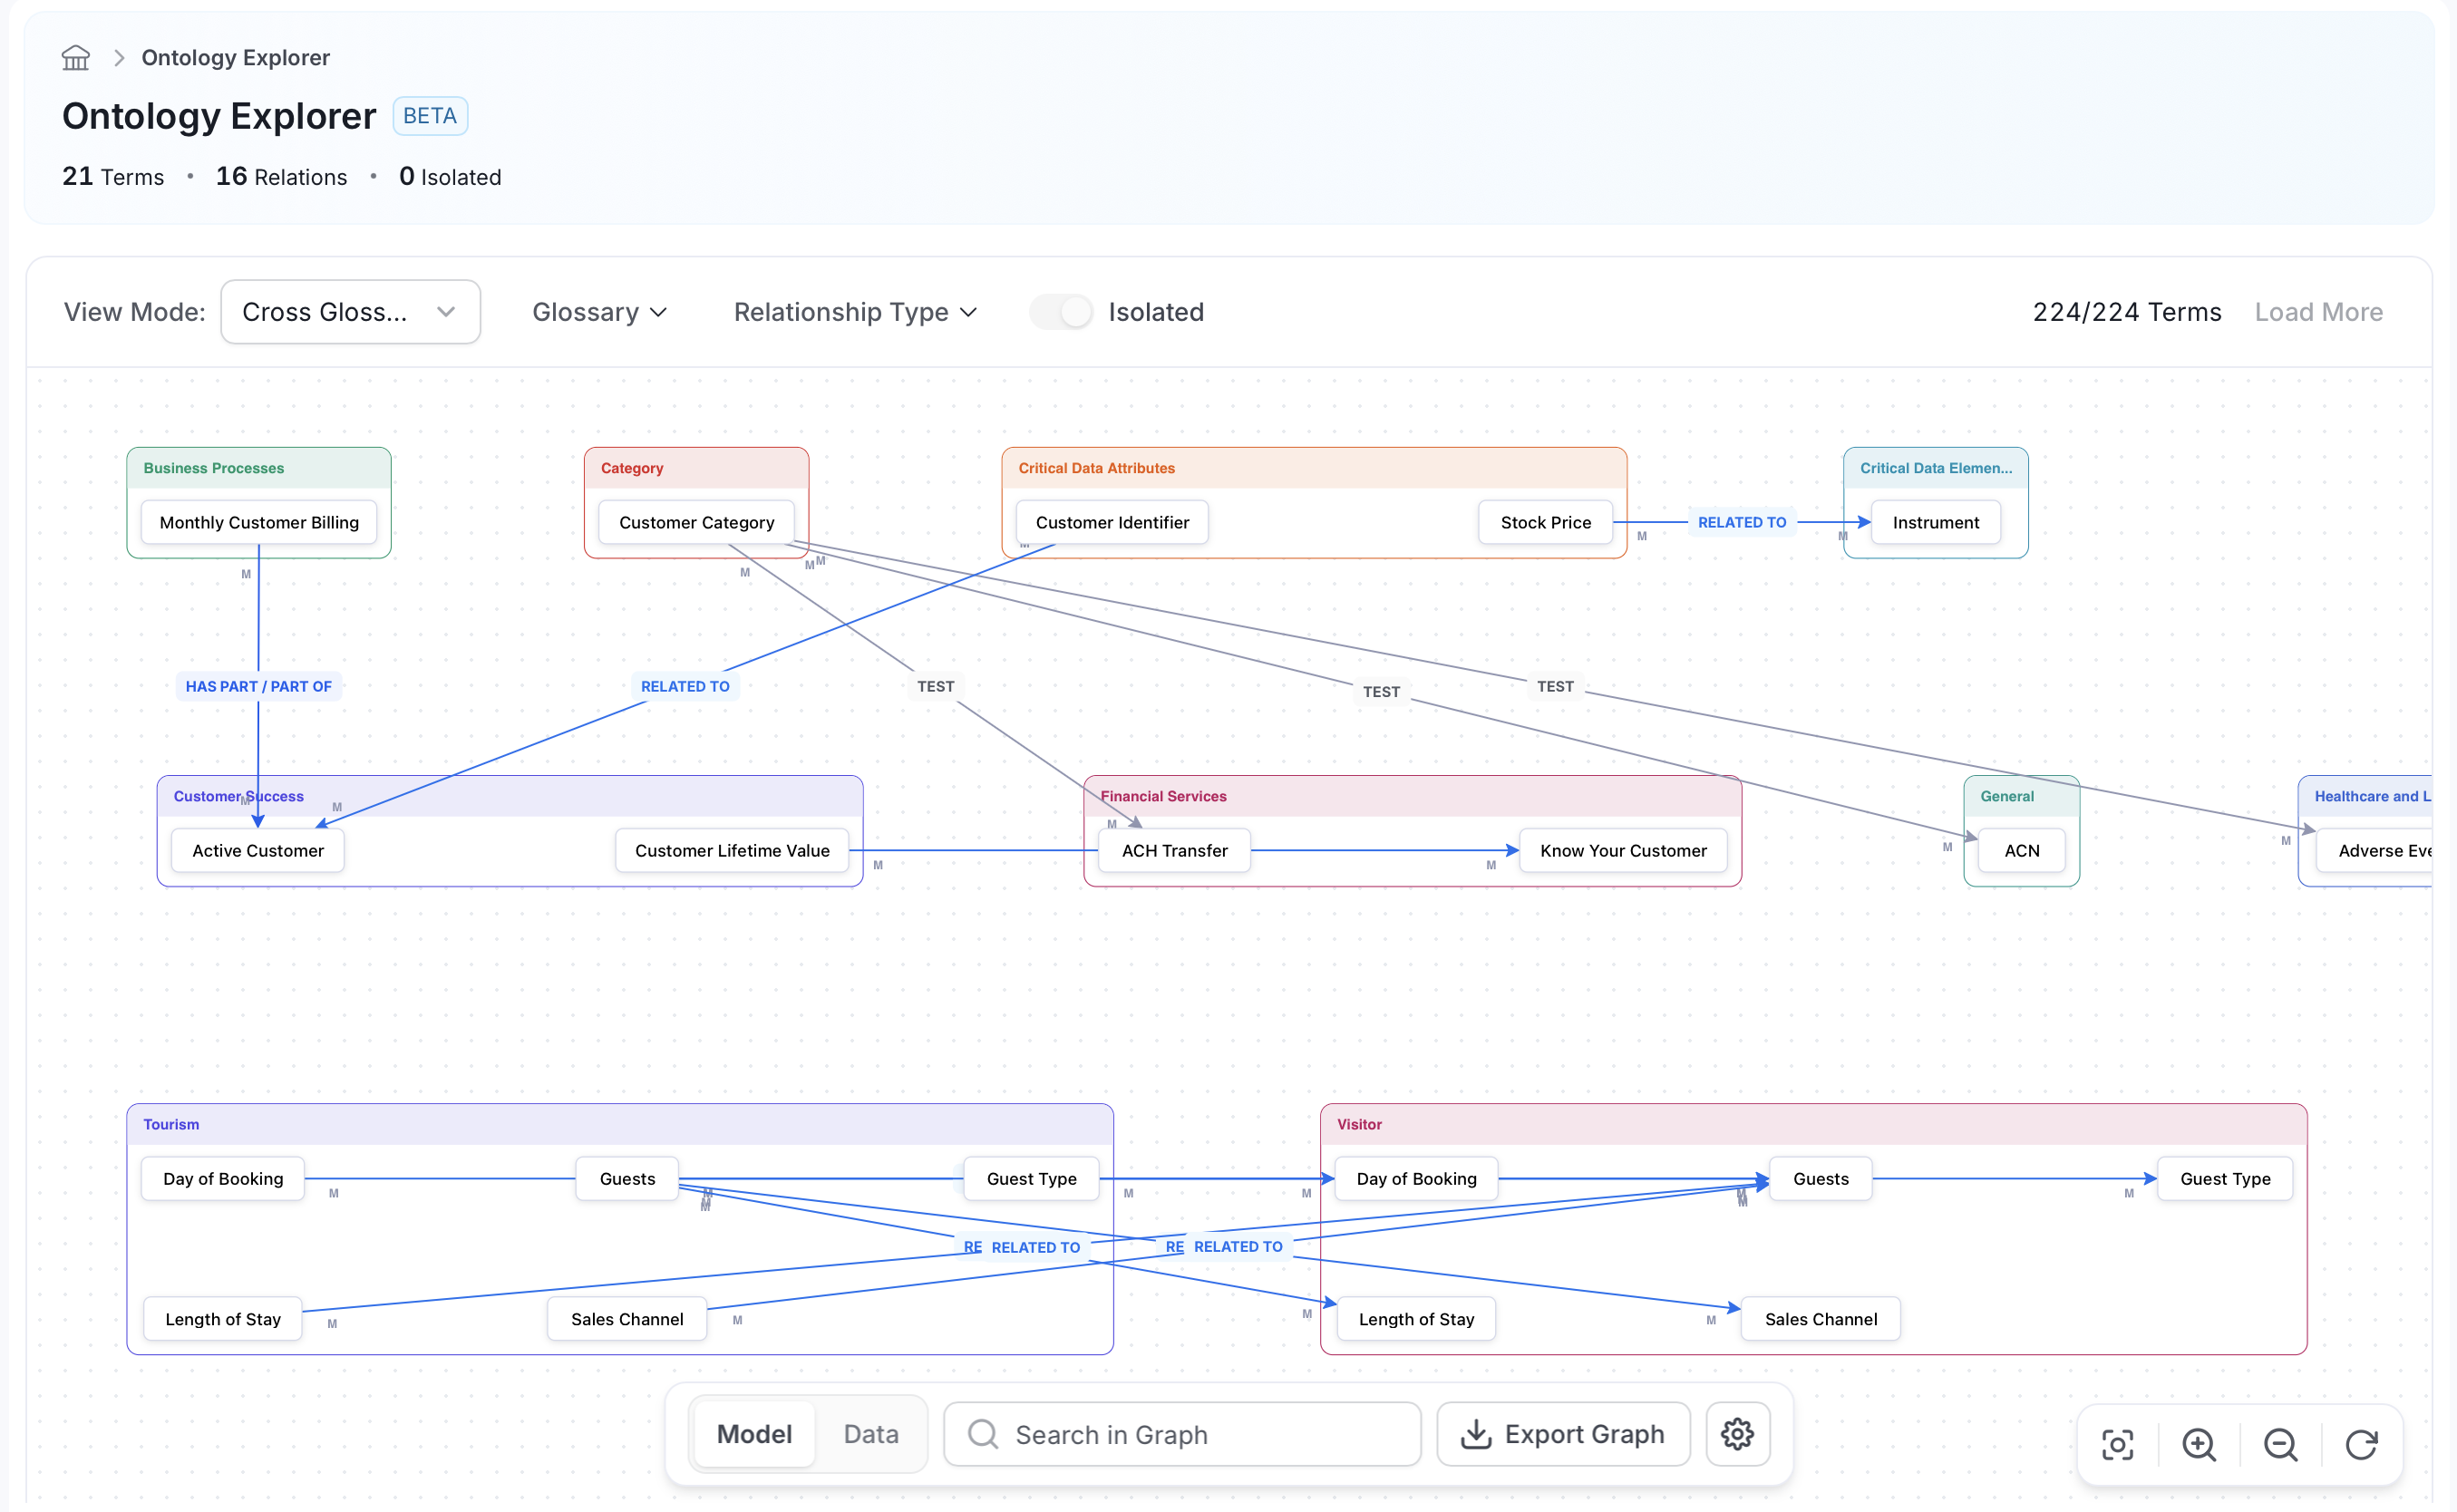 Ontology Explorer
Ontology Explorer BETA
21 Terms • 16 Relations • 0 Isolated
View Mode: Cross Gloss... Glossary Relationship Type Isolated 224/224 Terms Load More
Business Processes
Monthly Customer Billing
Category
Customer Category
Critical Data Attributes
Customer Identifier
Stock Price
M
RELATED TO
M
Critical Data Elemen...
Instrument
M
M
M
M
M
HAS PART / PART OF
RELATED TO
TEST
TEST
TEST
Customer Success
M
M
Active Customer
Customer Lifetime Value
M
Financial Services
M
ACH Transfer
M
Know Your Customer
General
M
ACN
Healthcare and L
M
Adverse Eve
Tourism
Day of Booking
M
Guests
M
M
M
Guest Type
M
Visitor
M
Day of Booking
M
M
Guests
M
Guest Type
RE RELATED TO
RE RELATED TO
Length of Stay
M
Sales Channel
M
M
Length of Stay
M
Sales Channel
Model Data Search in Graph Export Graph